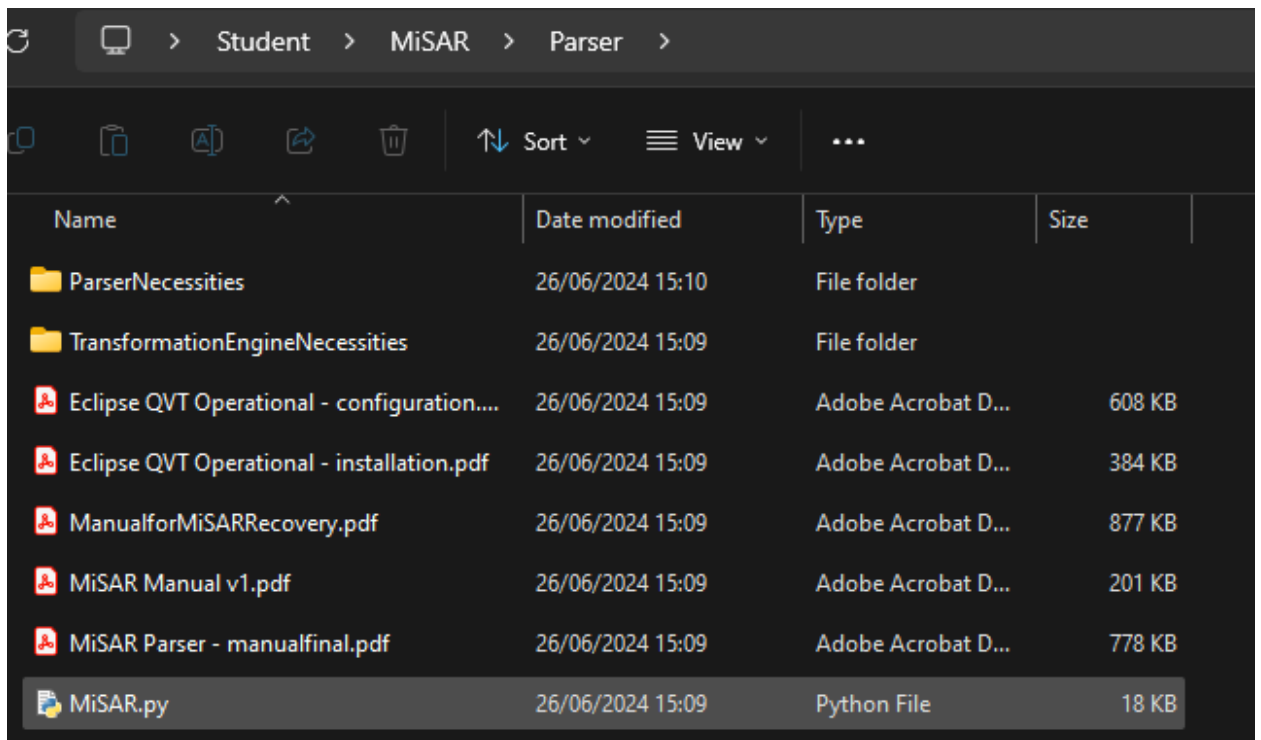 Student > MiSAR > Parser >
Sort View
Name Date modified Type Size
ParserNecessities 26/06/2024 15:10 File folder
TransformationEngineNecessities 26/06/2024 15:09 File folder
Eclipse QVT Operational - configuration.... 26/06/2024 15:09 Adobe Acrobat D... 608 KB
Eclipse QVT Operational - installation.pdf 26/06/2024 15:09 Adobe Acrobat D... 384 KB
ManualforMiSARRecovery.pdf 26/06/2024 15:09 Adobe Acrobat D... 877 KB
MiSAR Manual v1.pdf 26/06/2024 15:09 Adobe Acrobat D... 201 KB
MiSAR Parser - manualfinal.pdf 26/06/2024 15:09 Adobe Acrobat D... 778 KB
MiSAR.py 26/06/2024 15:09 Python File 18 KB